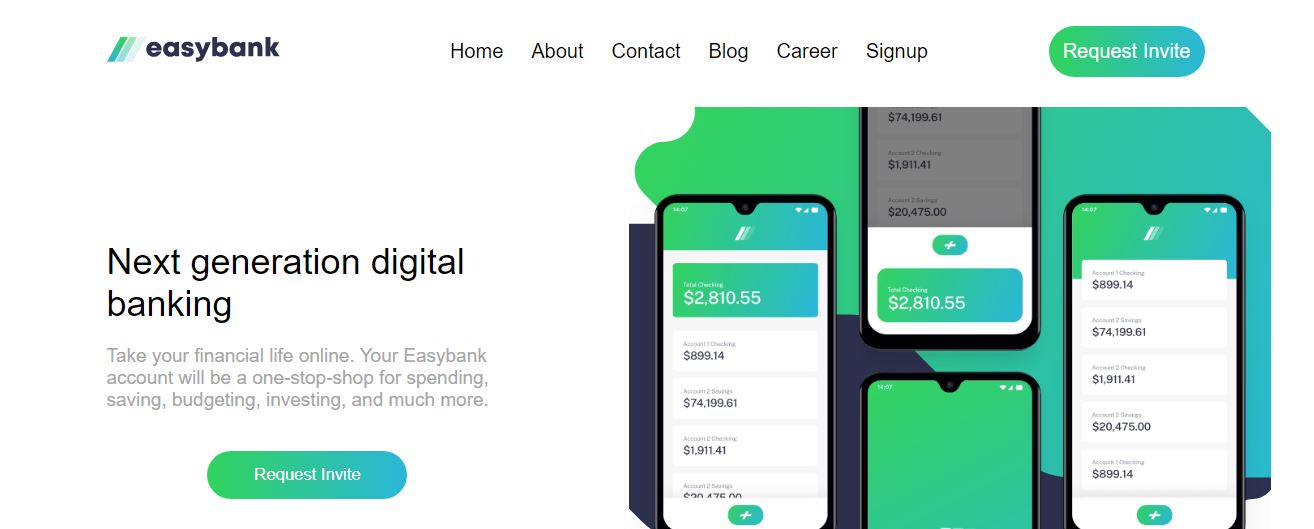 easybank
Home About Contact Blog Career Signup
Request Invite
Next generation digital
banking
Take your financial life online. Your Easybank
account will be a one-stop-shop for spending,
saving, budgeting, investing, and much more.
Request Invite
14:07
Total Checking
$2,810.55
Account 1 Checking
$899.14
Account 2 Savings
$74,199.61
Account 2 Checking
$1,911.41
Account 2 Savings
$20,475.00
$74,199.61
Account 2 Checking
$1,911.41
Account 2 Savings
$20,475.00
Total Checking
$2,810.55
14:07
14:07
Account 1 Checking
$899.14
Account 2 Savings
$74,199.61
Account 2 Checking
$1,911.41
Account 2 Savings
$20,475.00
Account 1 Checking
$899.14